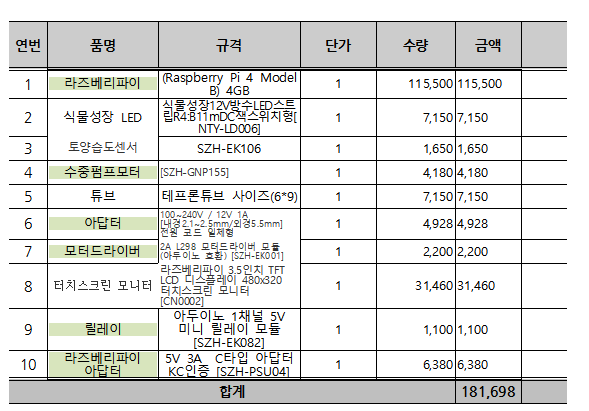 연번 품명 규격 단가 수량 금액
1 라즈베리파이 (Raspberry Pi 4 Model B) 4GB 1 115,500 115,500
2 식물성장 LED 식물성장12V방수LED스트립R4:B11mDC잭스위치형[NTY-LD006] 1 7,150 7,150
3 토양습도센서 SZH-EK106 1 1,650 1,650
4 수중펌프모터 [SZH-GNP155] 1 4,180 4,180
5 튜브 테프론튜브 사이즈(6*9) 1 7,150 7,150
6 아답터 100~240V / 12V 1A [내경2.1~2.5mm/외경5.5mm] 전원 코드 일체형 1 4,928 4,928
7 모터드라이버 2A L298 모터드라이버 모듈 (아두이노 호환) [SZH-EK001] 1 2,200 2,200
8 터치스크린 모니터 라즈베리파이 3.5인치 TFT LCD 디스플레이 480x320 터치스크린 모니터 [CN0002] 1 31,460 31,460
9 릴레이 아두이노 1채널 5V 미니 릴레이 모듈 [SZH-EK082] 1 1,100 1,100
10 라즈베리파이 아답터 5V 3A C타입 아답터 KC인증 [SZH-PSU04] 1 6,380 6,380
합계 181,698